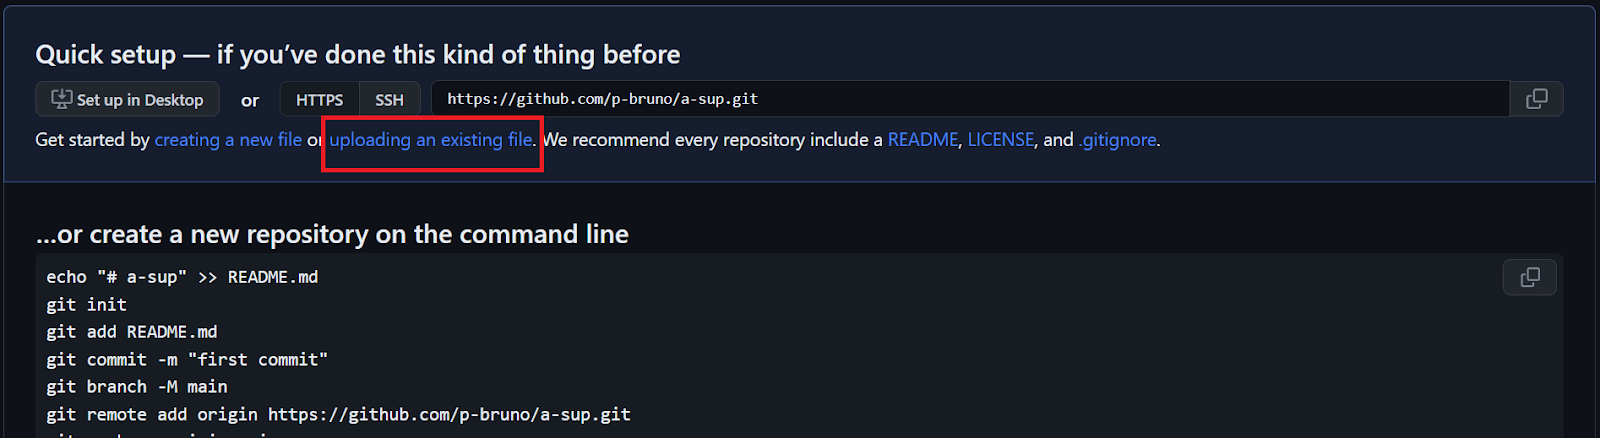 Quick setup — if you’ve done this kind of thing before
Set up in Desktop or HTTPS SSH https://github.com/p-bruno/a-sup.git
Get started by creating a new file or uploading an existing file. We recommend every repository include a README, LICENSE, and .gitignore.
...or create a new repository on the command line
echo "# a-sup" >> README.md
git init
git add README.md
git commit -m "first commit"
git branch -M main
git remote add origin https://github.com/p-bruno/a-sup.git